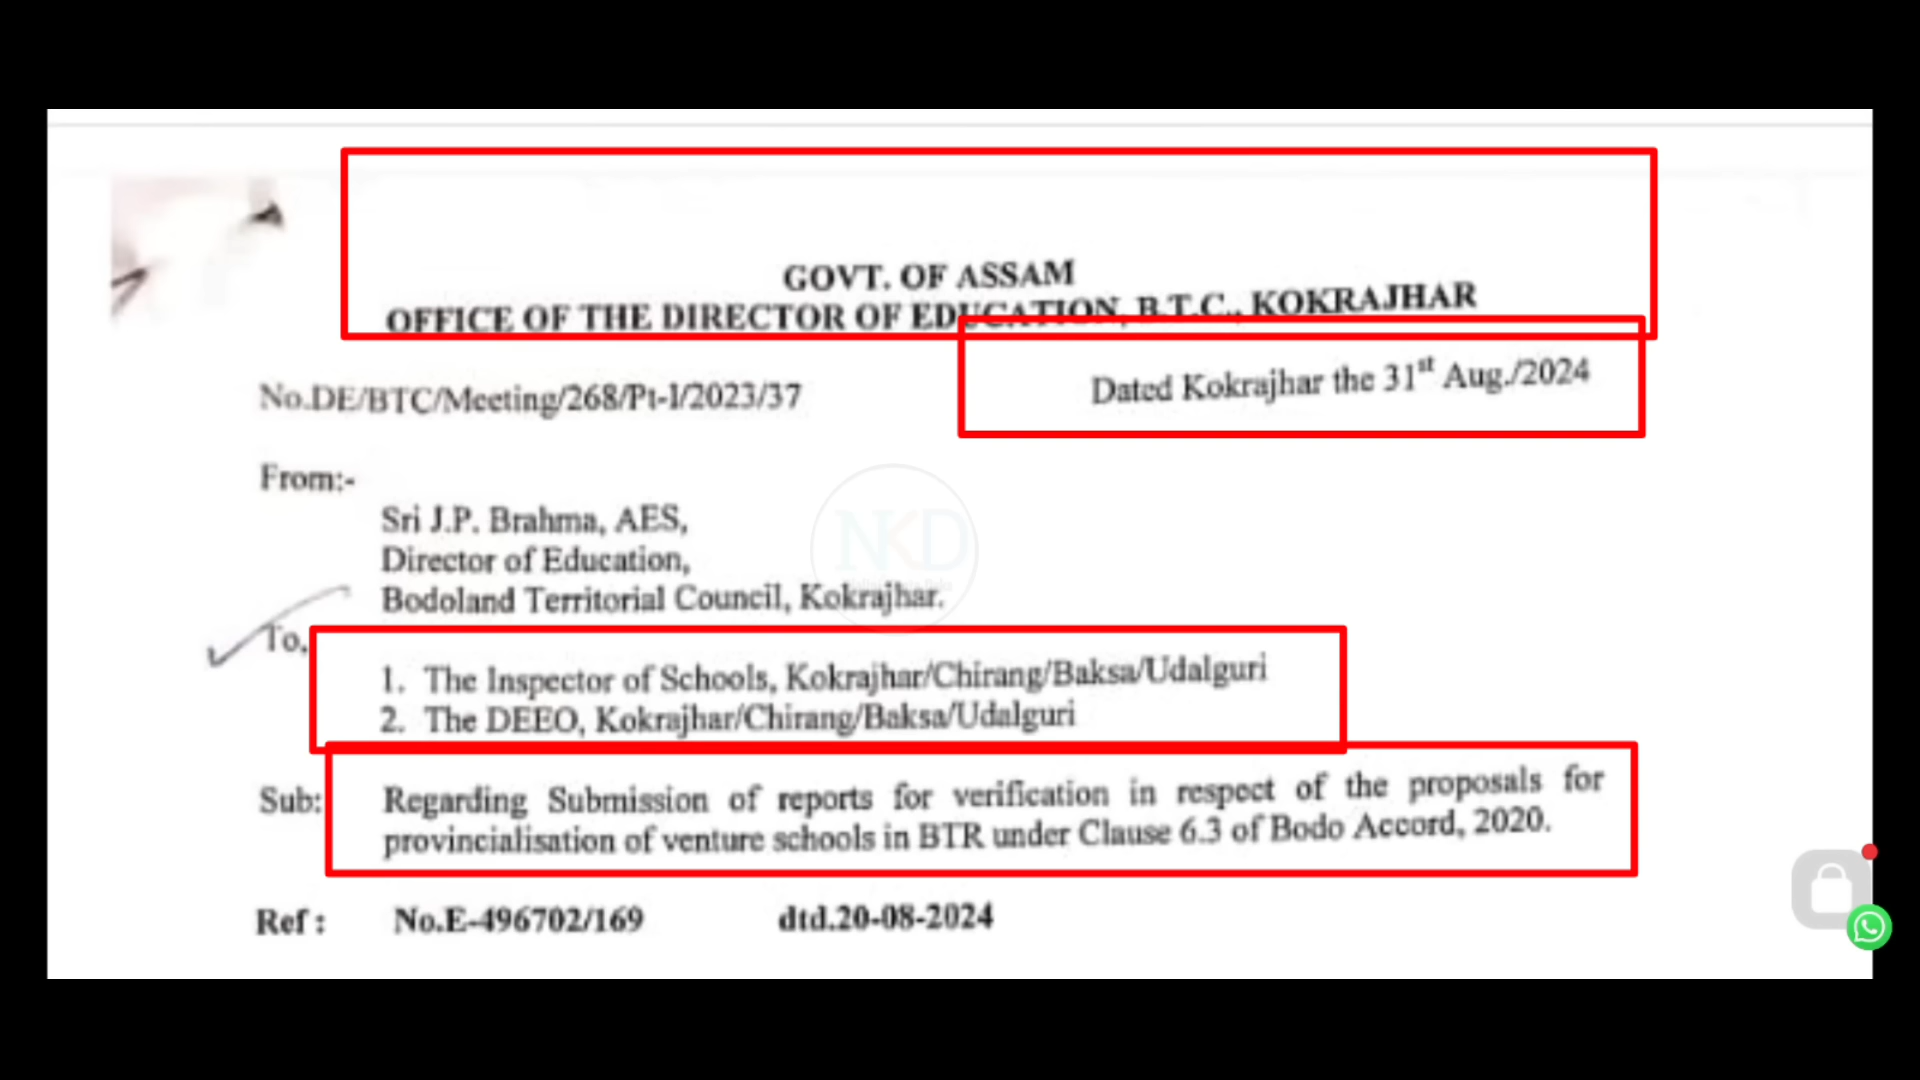 GOVT. OF ASSAM
OFFICE OF THE DIRECTOR OF EDUCATION, B.T.C., KOKRAJHAR
No.DE/BTC/Meeting/268/Pt-I/2023/37 Dated Kokrajhar the 31st Aug./2024
From:-
Sri J.P. Brahma, AES,
Director of Education,
Bodoland Territorial Council, Kokrajhar.
To,
1. The Inspector of Schools, Kokrajhar/Chirang/Baksa/Udalguri
2. The DEEO, Kokrajhar/Chirang/Baksa/Udalguri
Sub: Regarding Submission of reports for verification in respect of the proposals for
provincialisation of venture schools in BTR under Clause 6.3 of Bodo Accord, 2020.
Ref : No.E-496702/169 dtd.20-08-2024
NKD